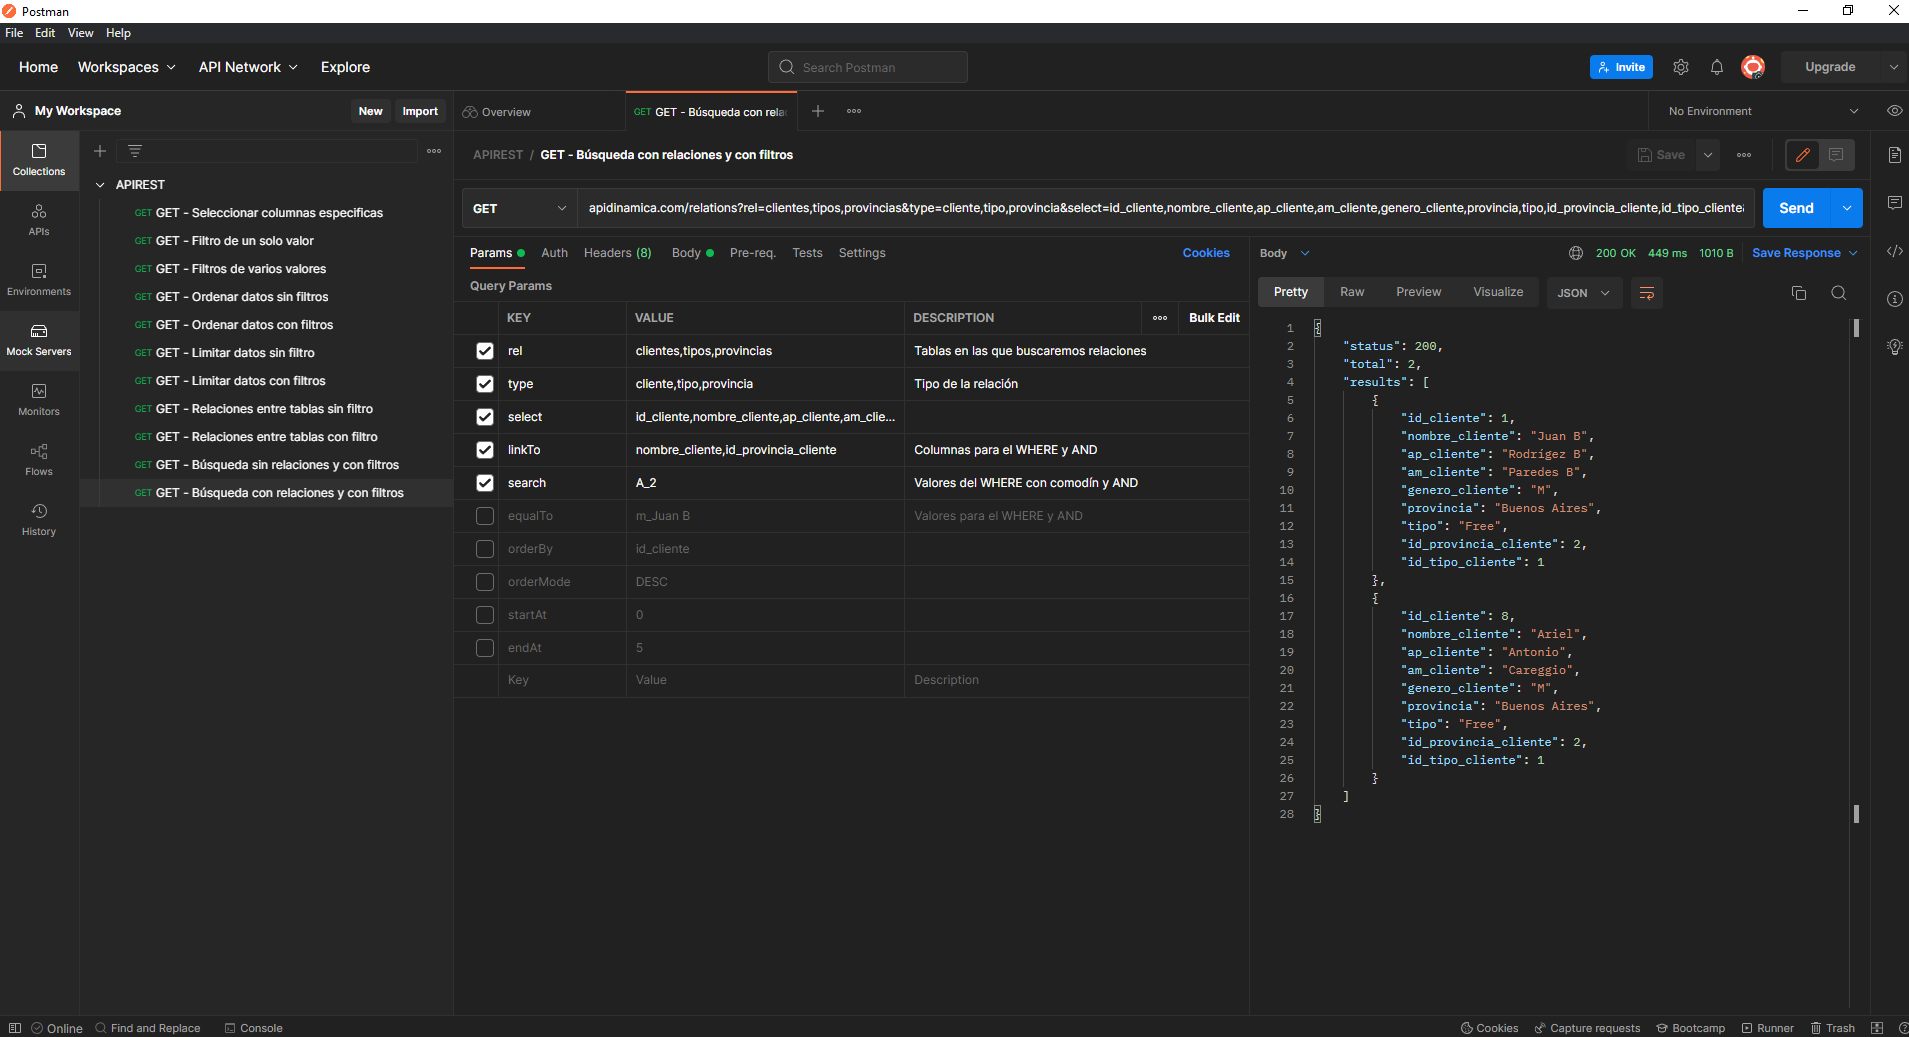 Postman
File Edit View Help
Home Workspaces API Network Explore
Search Postman
Invite
Upgrade
My Workspace
New Import
Overview
GET GET - Búsqueda con rela
No Environment
Collections
APIs
Environments
Mock Servers
Monitors
Flows
History
APIREST
GET GET - Seleccionar columnas especificas
GET GET - Filtro de un solo valor
GET GET - Filtros de varios valores
GET GET - Ordenar datos sin filtros
GET GET - Ordenar datos con filtros
GET GET - Limitar datos sin filtro
GET GET - Limitar datos con filtros
GET GET - Relaciones entre tablas sin filtro
GET GET - Relaciones entre tablas con filtro
GET GET - Búsqueda sin relaciones y con filtros
GET GET - Búsqueda con relaciones y con filtros
APIREST / GET - Búsqueda con relaciones y con filtros
Save
GET
apidinamica.com/relations?rel=clientes,tipos,provincias&type=cliente,tipo,provincia&select=id_cliente,nombre_cliente,ap_cliente,am_cliente,genero_cliente,provincia,tipo,id_provincia_cliente,id_tipo_cliente&
Send
Params Auth Headers (8) Body Pre-req. Tests Settings
Cookies
Query Params
KEY VALUE DESCRIPTION
Bulk Edit
rel clientes,tipos,provincias Tablas en las que buscaremos relaciones
type cliente,tipo,provincia Tipo de la relación
select id_cliente,nombre_cliente,ap_cliente,am_clie...
linkTo nombre_cliente,id_provincia_cliente Columnas para el WHERE y AND
search A_2 Valores del WHERE con comodín y AND
equalTo m_Juan B Valores para el WHERE y AND
orderBy id_cliente
orderMode DESC
startAt 0
endAt 5
Key Value Description
Body
200 OK 449 ms 1010 B
Save Response
Pretty Raw Preview Visualize
JSON
1 {
2 "status": 200,
3 "total": 2,
4 "results": [
5 {
6 "id_cliente": 1,
7 "nombre_cliente": "Juan B",
8 "ap_cliente": "Rodrigez B",
9 "am_cliente": "Paredes B",
10 "genero_cliente": "M",
11 "provincia": "Buenos Aires",
12 "tipo": "Free",
13 "id_provincia_cliente": 2,
14 "id_tipo_cliente": 1
15 },
16 {
17 "id_cliente": 8,
18 "nombre_cliente": "Ariel",
19 "ap_cliente": "Antonio",
20 "am_cliente": "Careggio",
21 "genero_cliente": "M",
22 "provincia": "Buenos Aires",
23 "tipo": "Free",
24 "id_provincia_cliente": 2,
25 "id_tipo_cliente": 1
26 }
27 ]
28 }
Online Find and Replace Console
Cookies Capture requests Bootcamp Runner Trash